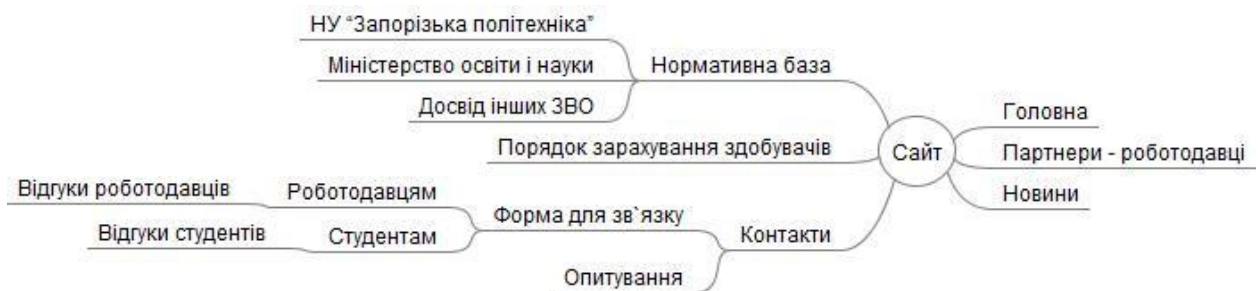 НУ “Запорізька політехніка”
Міністерство освіти і науки
Досвід інших ЗВО
Нормативна база
Порядок зарахування здобувачів
Відгуки роботодавців
Роботодавцям
Відгуки студентів
Студентам
Форма для зв`язку
Опитування
Контакти
Сайт
Головна
Партнери - роботодавці
Новини